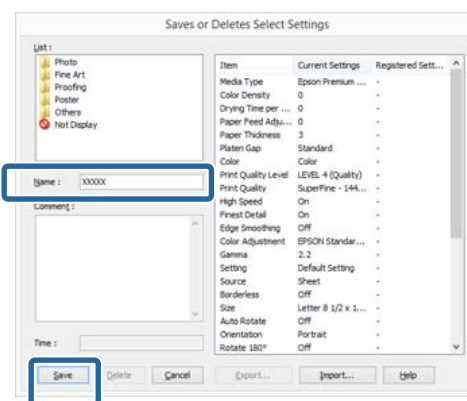 Saves or Deletes Select Settings
List :
Photo
Fine Art
Proofing
Poster
Others
Not Display
Name : XXXXX
Comment :
Time :
Item Current Settings Registered Sett...
Media Type Epson Premium ... -
Color Density 0 -
Drying Time per ... 0 -
Paper Feed Adju... 0 -
Paper Thickness 3 -
Platen Gap Standard -
Color Color -
Print Quality Level LEVEL 4 (Quality) -
Print Quality SuperFine - 144... -
High Speed On -
Finest Detail On -
Edge Smoothing Off -
Color Adjustment EPSON Standar... -
Gamma 2.2 -
Setting Default Setting -
Source Sheet -
Borderless Off -
Size Letter 8 1/2 x 1... -
Auto Rotate Off -
Orientation Portrait -
Rotate 180° Off -
Save Delete Cancel Export... Import... Help